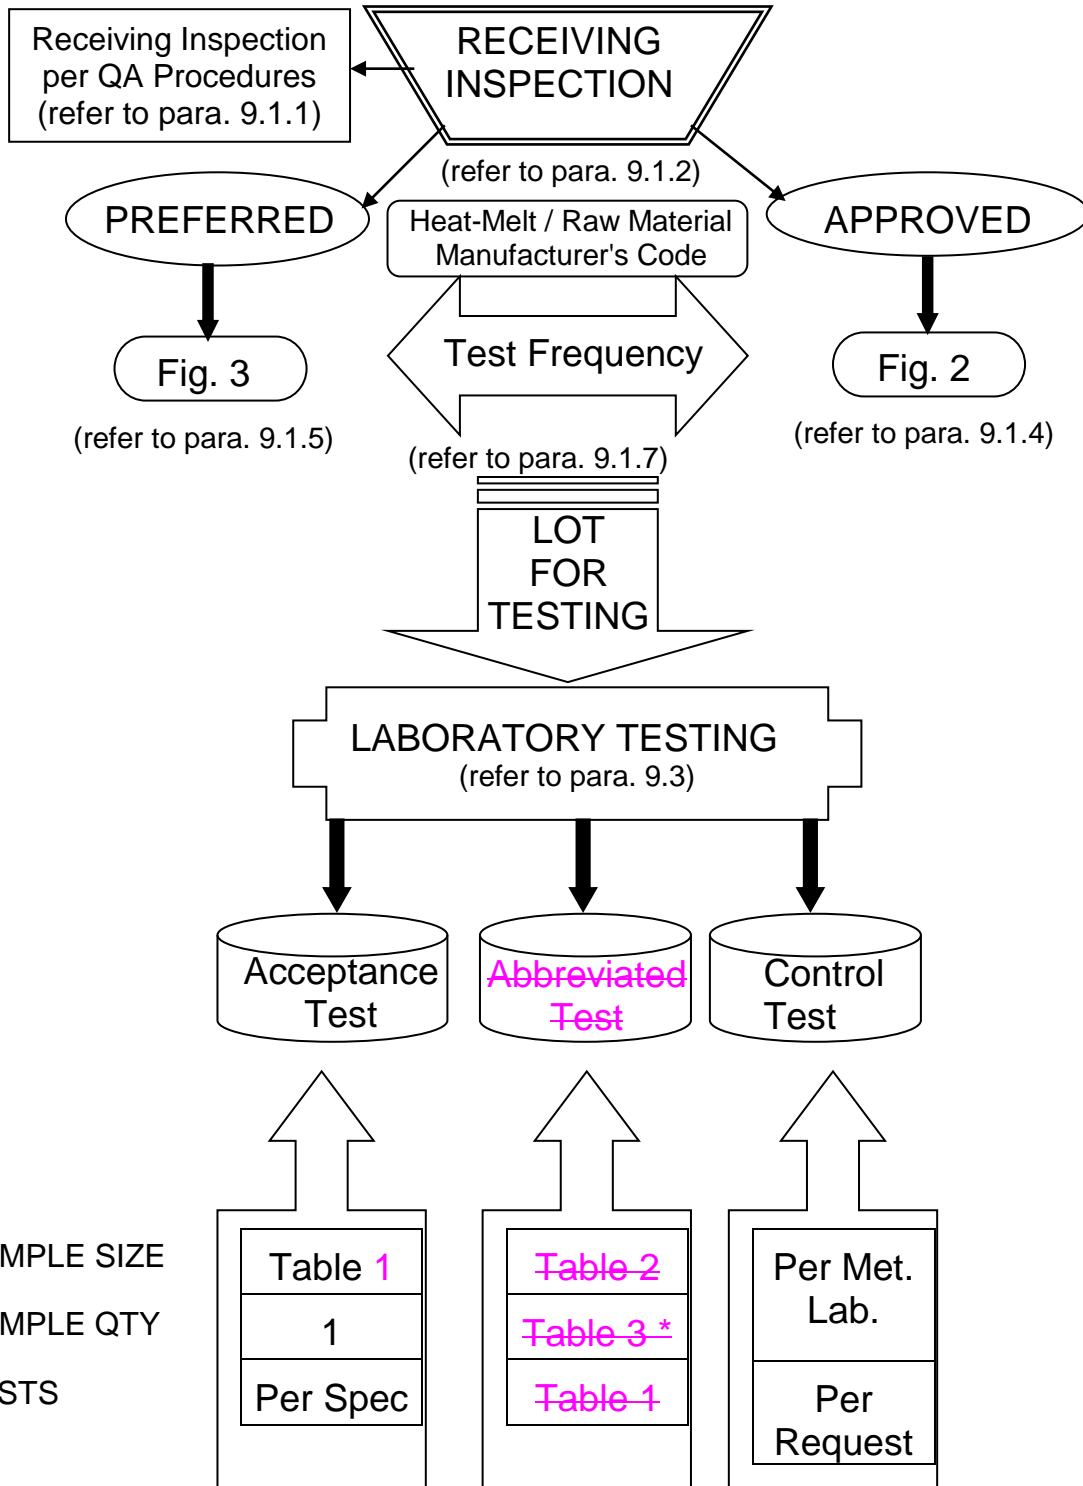 Receiving Inspection
per QA Procedures
(refer to para. 9.1.1)
RECEIVING
INSPECTION
(refer to para. 9.1.2)
PREFERRED
Heat-Melt / Raw Material
Manufacturer's Code
APPROVED
Fig. 3
Test Frequency
Fig. 2
(refer to para. 9.1.5)
(refer to para. 9.1.7)
(refer to para. 9.1.4)
LOT
FOR
TESTING
LABORATORY TESTING
(refer to para. 9.3)
Acceptance
Test
Abbreviated
Test
Control
Test
MPLE SIZE
Table 1
Table 2
Per Met.
Lab.
MPLE QTY
1
Table 3 *
STS
Per Spec
Table 1
Per
Request